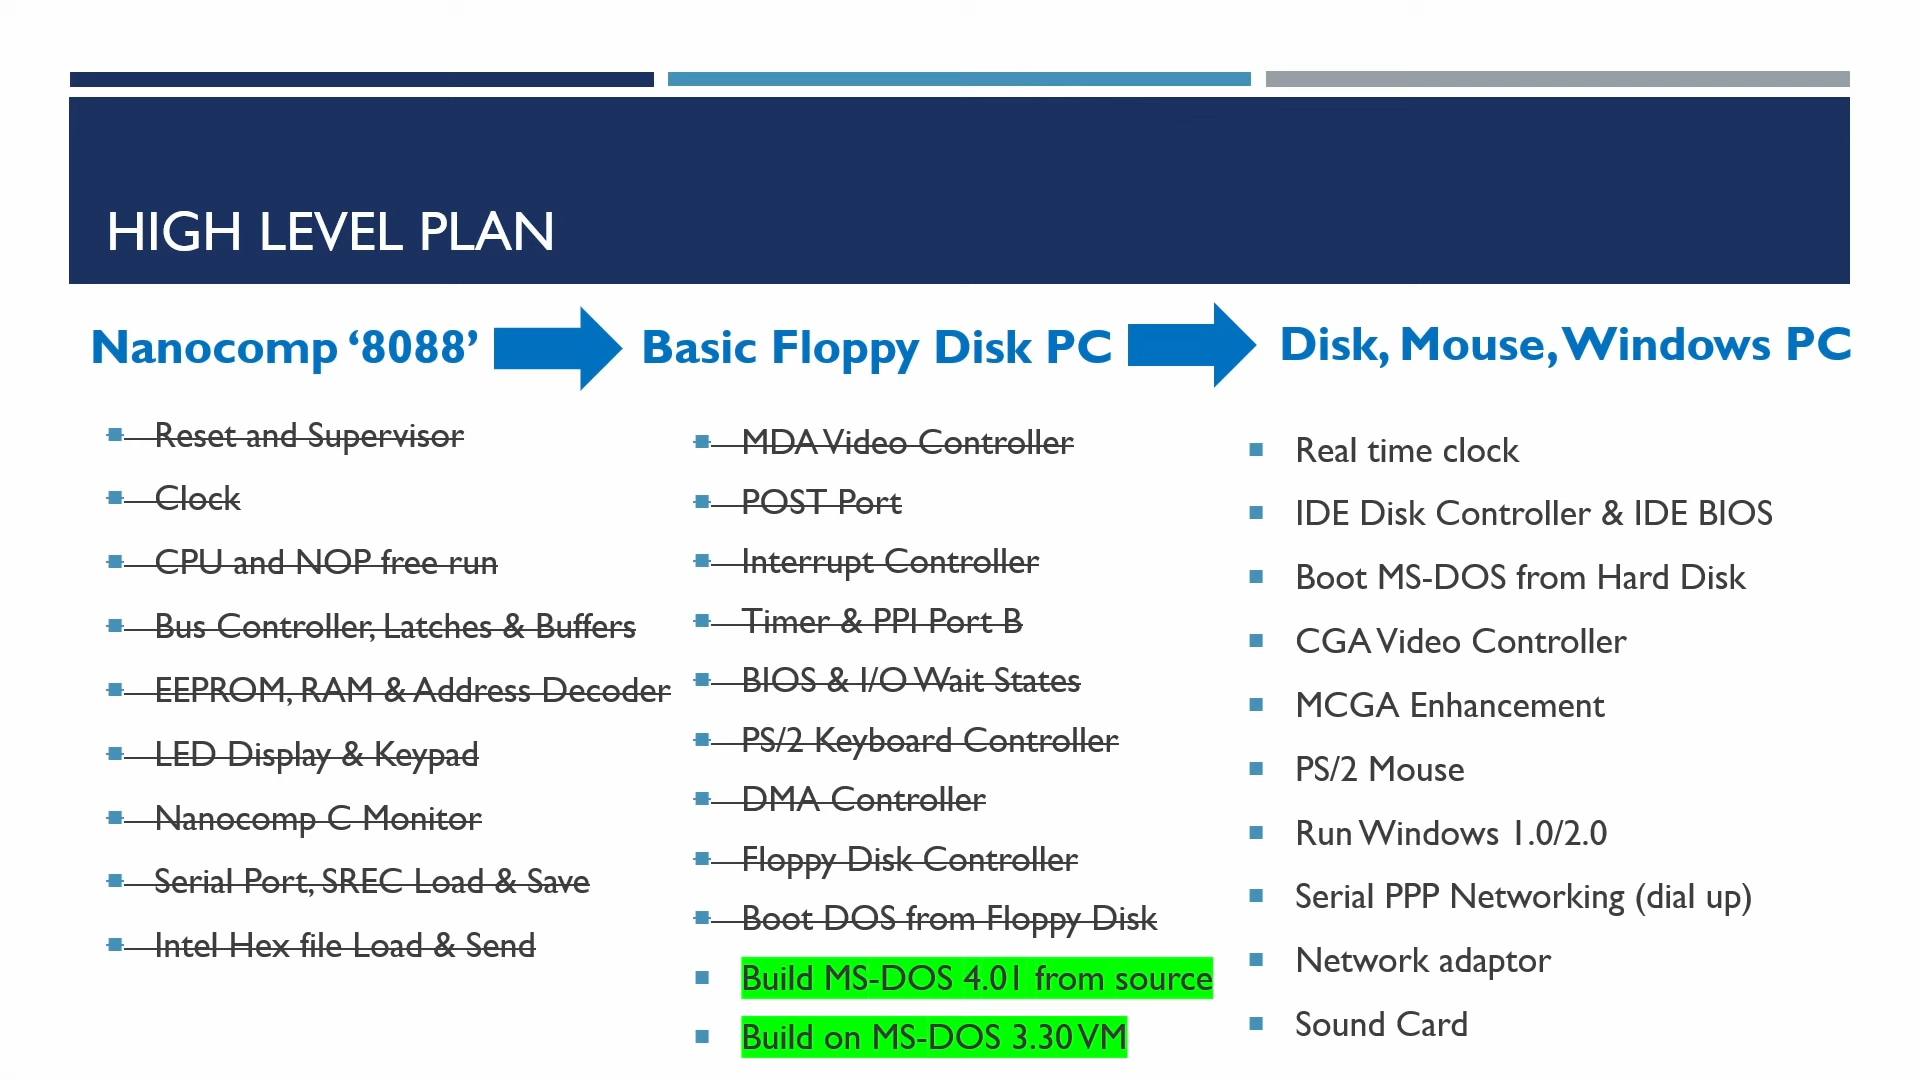 HIGH LEVEL PLAN
Nanocomp ‘8088’
Reset and Supervisor
Clock
CPU and NOP free run
Bus Controller, Latches & Buffers
EEPROM, RAM & Address Decoder
LED Display & Keypad
Nanocomp C Monitor
Serial Port, SREC Load & Save
Intel Hex file Load & Send
Basic Floppy Disk PC
MDA Video Controller
POST Port
Interrupt Controller
Timer & PPI Port B
BIOS & I/O Wait States
PS/2 Keyboard Controller
DMA Controller
Floppy Disk Controller
Boot DOS from Floppy Disk
Build MS-DOS 4.01 from source
Build on MS-DOS 3.30 VM
Disk, Mouse, Windows PC
Real time clock
IDE Disk Controller & IDE BIOS
Boot MS-DOS from Hard Disk
CGA Video Controller
MCGA Enhancement
PS/2 Mouse
Run Windows 1.0/2.0
Serial PPP Networking (dial up)
Network adaptor
Sound Card